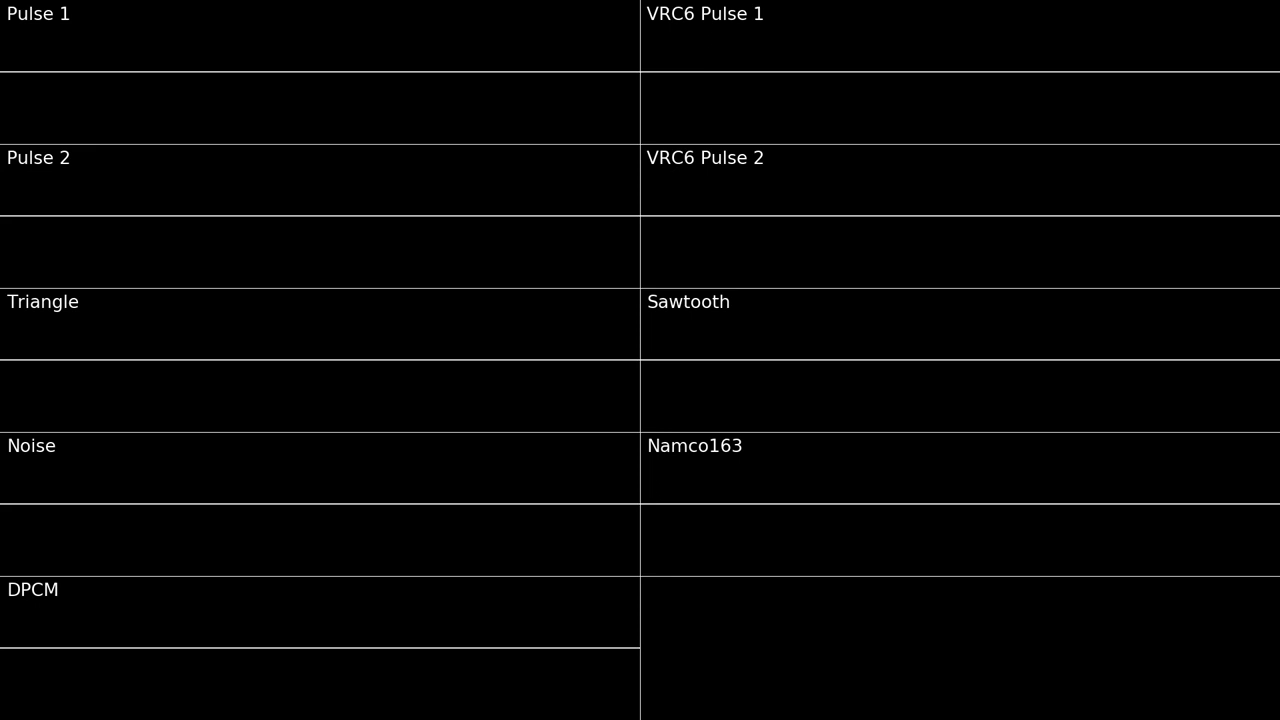 Pulse 1
Pulse 2
Triangle
Noise
DPCM
VRC6 Pulse 1
VRC6 Pulse 2
Sawtooth
Namco163